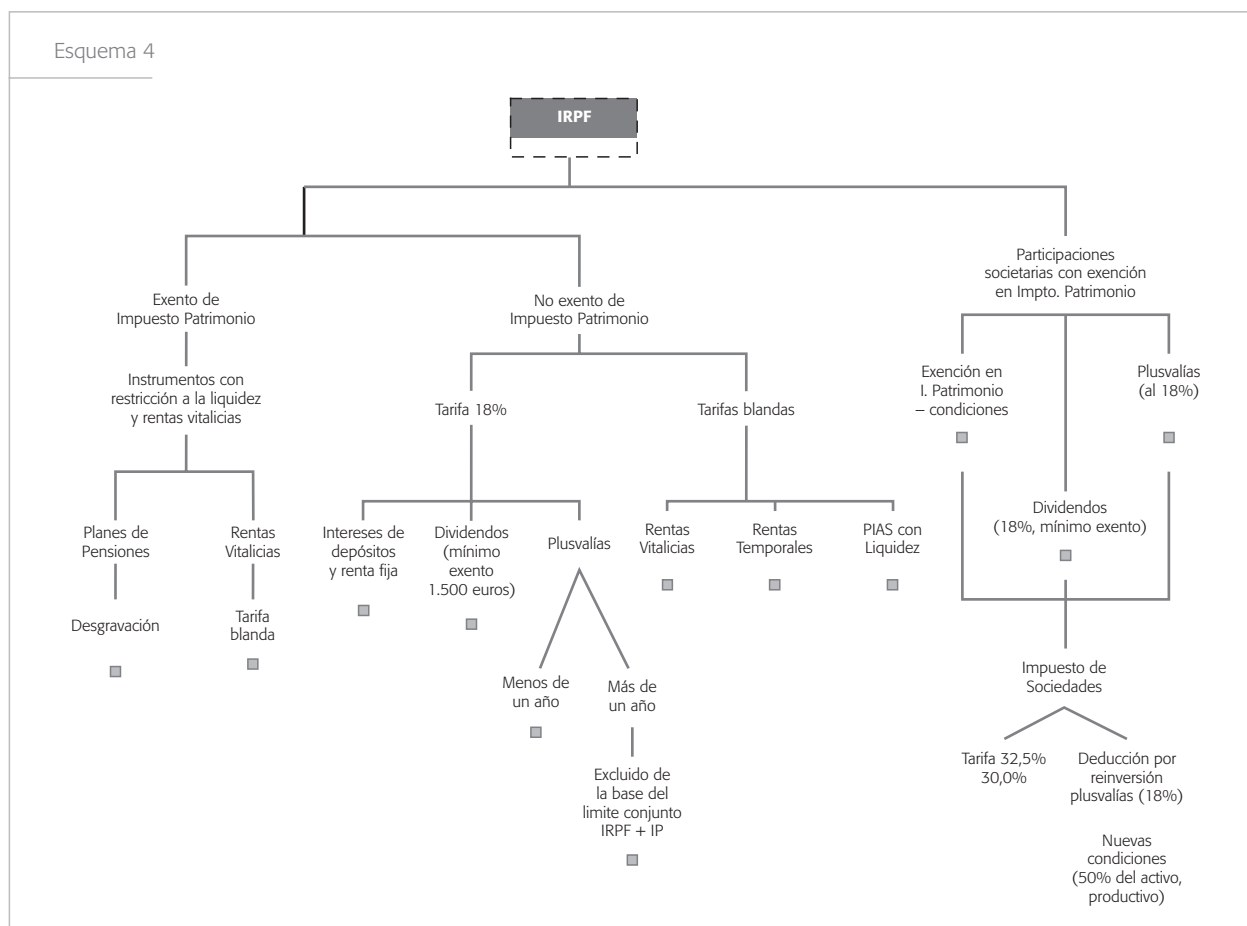 Esquema 4
IRPF
Exento de
Impuesto Patrimonio
Instrumentos con
restricción a la liquidez
y rentas vitalicias
Planes de
Pensiones
Desgravación
Rentas
Vitalicias
Tarifa
blanda
No exento de
Impuesto Patrimonio
Tarifa 18%
Intereses de
depósitos
y renta fija
Dividendos
(mínimo
exento
1.500 euros)
Plusvalías
Menos de
un año
Más de
un año
Excluido de
la base del
limite conjunto
IRPF + IP
Tarifas blandas
Rentas
Vitalicias
Rentas
Temporales
PIAS con
Liquidez
Participaciones
societarias con exención
en Impto. Patrimonio
Exención en
I. Patrimonio
– condiciones
Dividendos
(18%, mínimo exento)
Plusvalías
(al 18%)
Impuesto de
Sociedades
Tarifa 32,5%
30,0%
Deducción por
reinversión
plusvalías (18%)
Nuevas
condiciones
(50% del activo,
productivo)